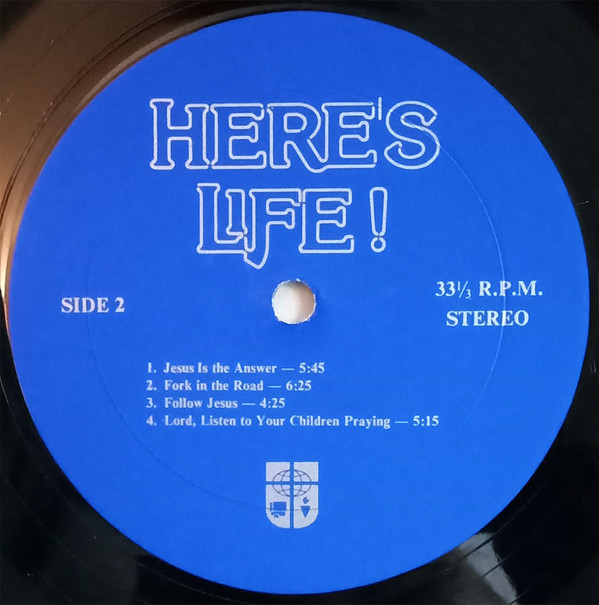 HERE'S
LIFE!
SIDE 2
33⅓ R.P.M.
STEREO
1. Jesus Is the Answer — 5:45
2. Fork in the Road — 6:25
3. Follow Jesus — 4:25
4. Lord, Listen to Your Children Praying — 5:15